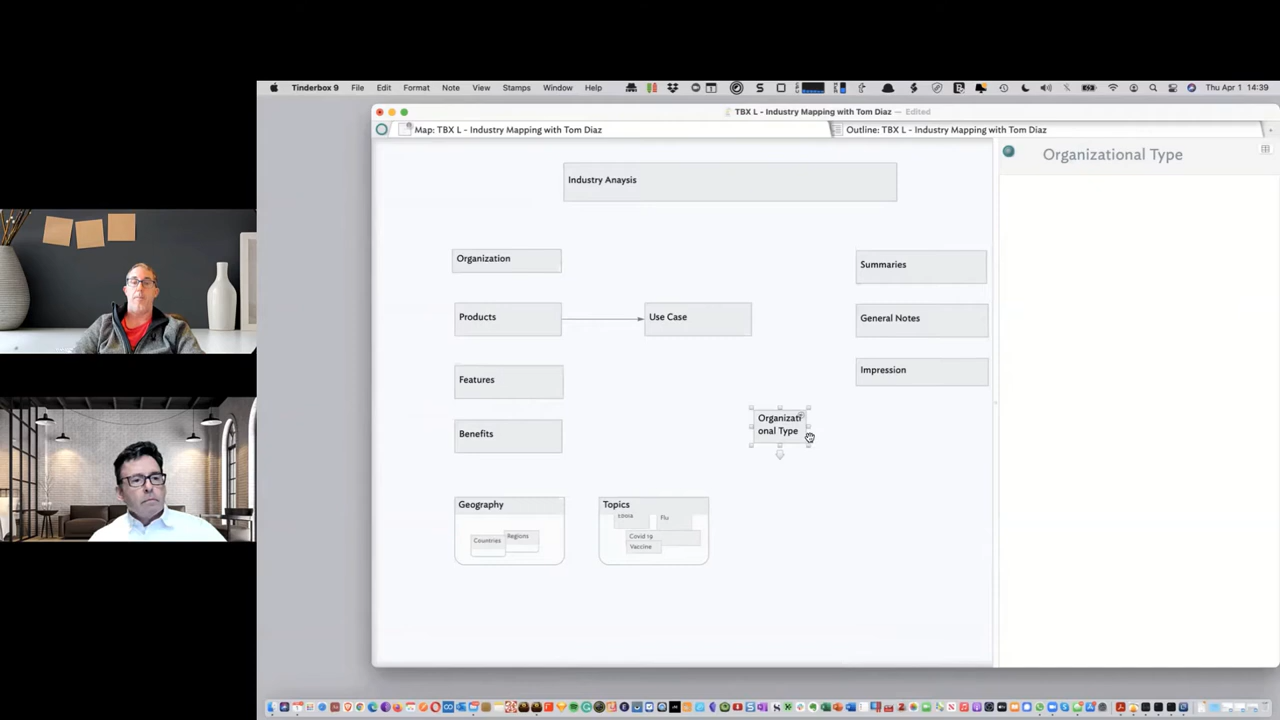 Tinderbox 9 File Edit Format Note View Stamps Window Help Thu Apr 1 14:39
TBX L - Industry Mapping with Tom Diaz — Edited
Map: TBX L - Industry Mapping with Tom Diaz
Outline: TBX L - Industry Mapping with Tom Diaz
Organizational Type
Industry Anaysis
Organization
Summaries
Products
Use Case
General Notes
Features
Impression
Organizati
onal Type
Benefits
Geography
Countries
Regions
Topics
Flu
Covid 19
Vaccine